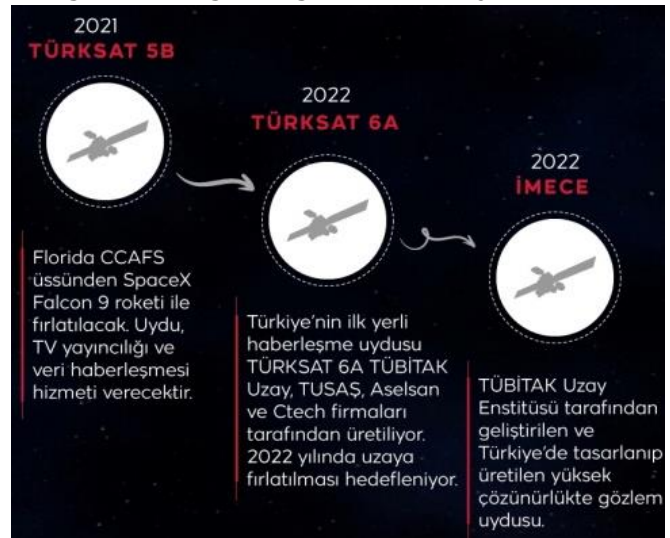 2021
TÜRKSAT 5B
Florida CCAFS
üssünden SpaceX
Falcon 9 roketi ile
fırlatılacak. Uydu,
TV yayıncılığı ve
veri haberleşmesi
hizmeti verecektir.
2022
TÜRKSAT 6A
Türkiye'nin ilk yerli
haberleşme uydusu
TÜRKSAT 6A TÜBİTAK
Uzay, TUSAŞ, Aselsan
ve Ctech firmaları
tarafından üretiliyor.
2022 yılında uzaya
fırlatılması hedefleniyor.
2022
İMECE
TÜBİTAK Uzay
Enstitüsü tarafından
geliştirilen ve
Türkiye'de tasarlanıp
üretilen yüksek
çözünürlükte gözlem
uydusu.